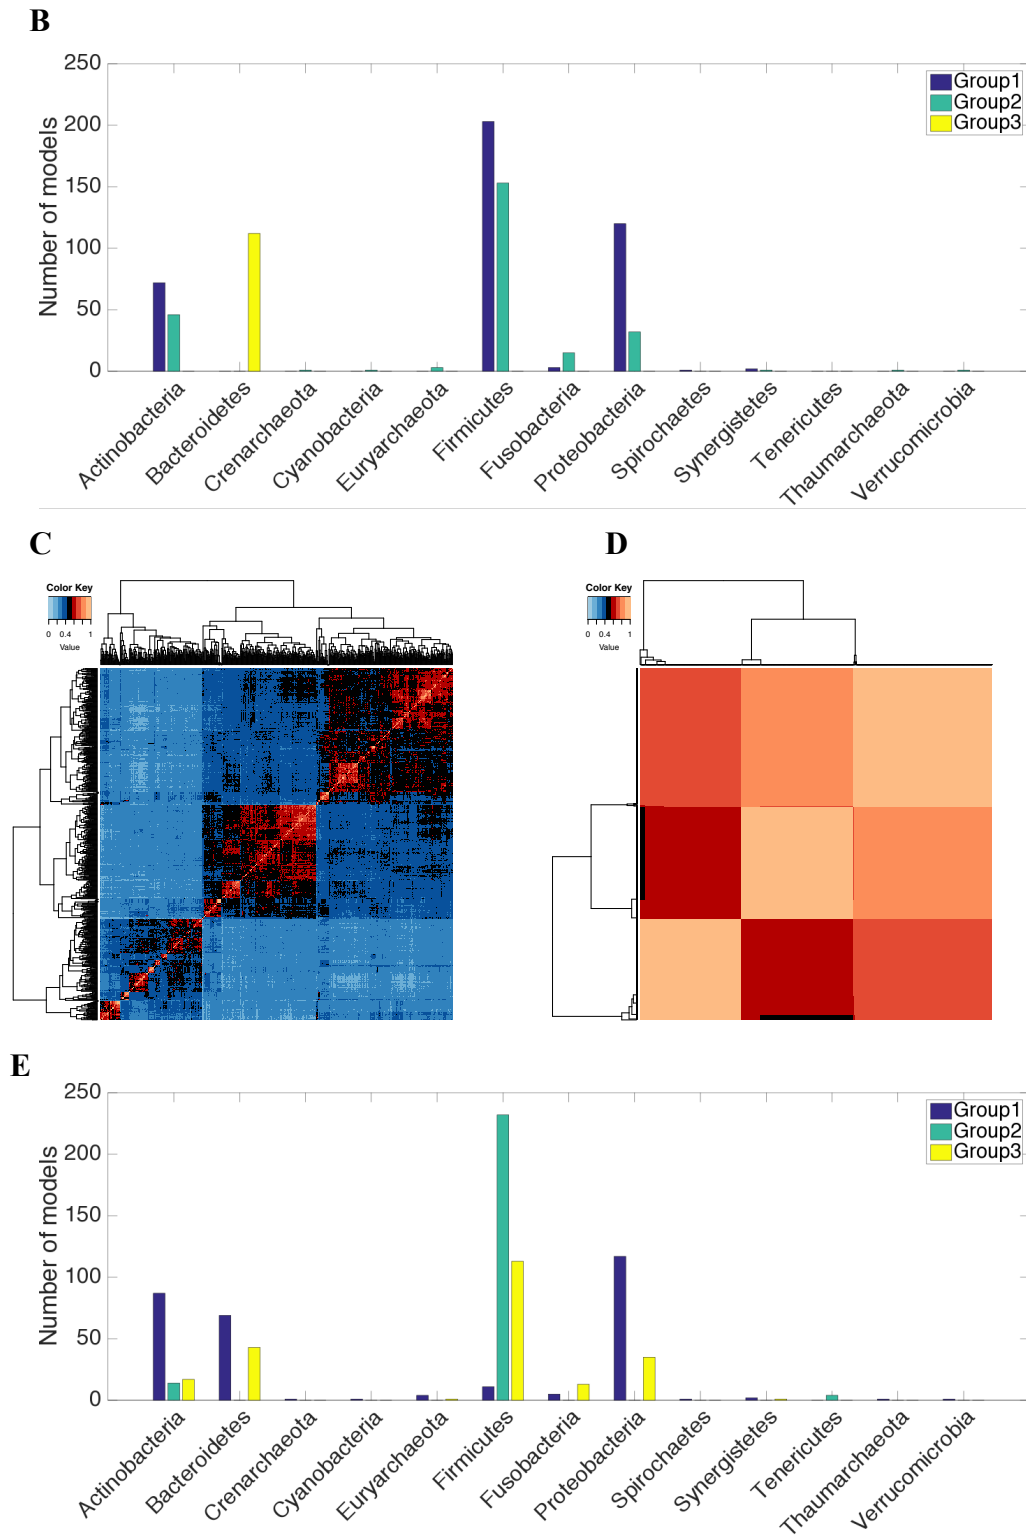 B
250
200
150
100
50
0
Number of models
Group1
Group2
Group3
Actinobacteria
Bacteroidetes
Crenarchaeota
Cyanobacteria
Euryarchaeota
Firmicutes
Fusobacteria
Proteobacteria
Spirochaetes
Synergistetes
Tenericutes
Thaumarchaeota
Verrucomicrobia
C
Color Key
0 0.4 1
Value
D
Color Key
0 0.4 1
Value
E
250
200
150
100
50
0
Number of models
Group1
Group2
Group3
Actinobacteria
Bacteroidetes
Crenarchaeota
Cyanobacteria
Euryarchaeota
Firmicutes
Fusobacteria
Proteobacteria
Spirochaetes
Synergistetes
Tenericutes
Thaumarchaeota
Verrucomicrobia